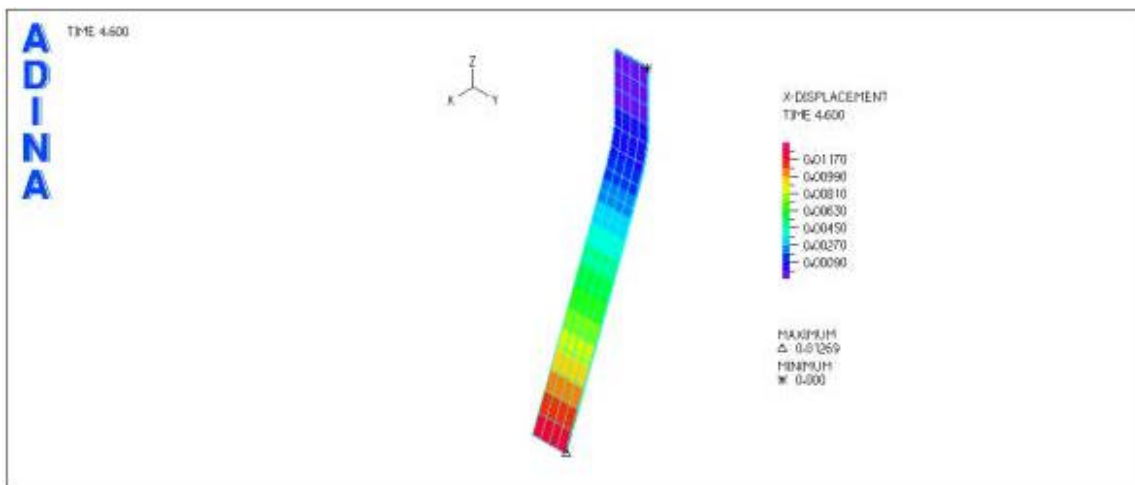 ADINA
TIME 4.600
Z
X
Y
X-DISPLACEMENT
TIME 4.600
0.01170
0.00990
0.00810
0.00630
0.00450
0.00270
0.00090
MAXIMUM
Δ 0.01269
MINIMUM
* 0.000